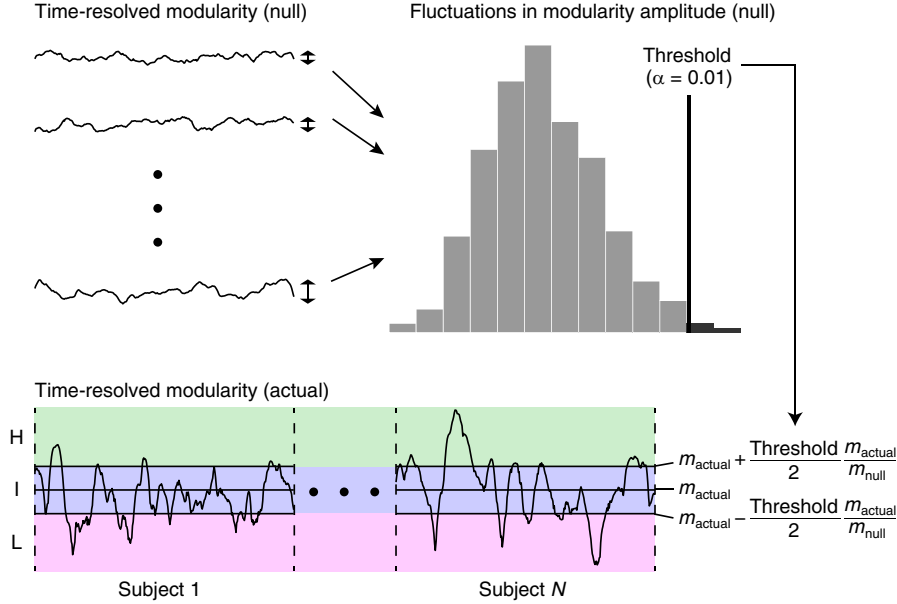 Time-resolved modularity (null)
Fluctuations in modularity amplitude (null)
Threshold
(α = 0.01)
Time-resolved modularity (actual)
H
I
L
m_actual + Threshold/2 m_actual/m_null
m_actual
m_actual − Threshold/2 m_actual/m_null
Subject 1
Subject N